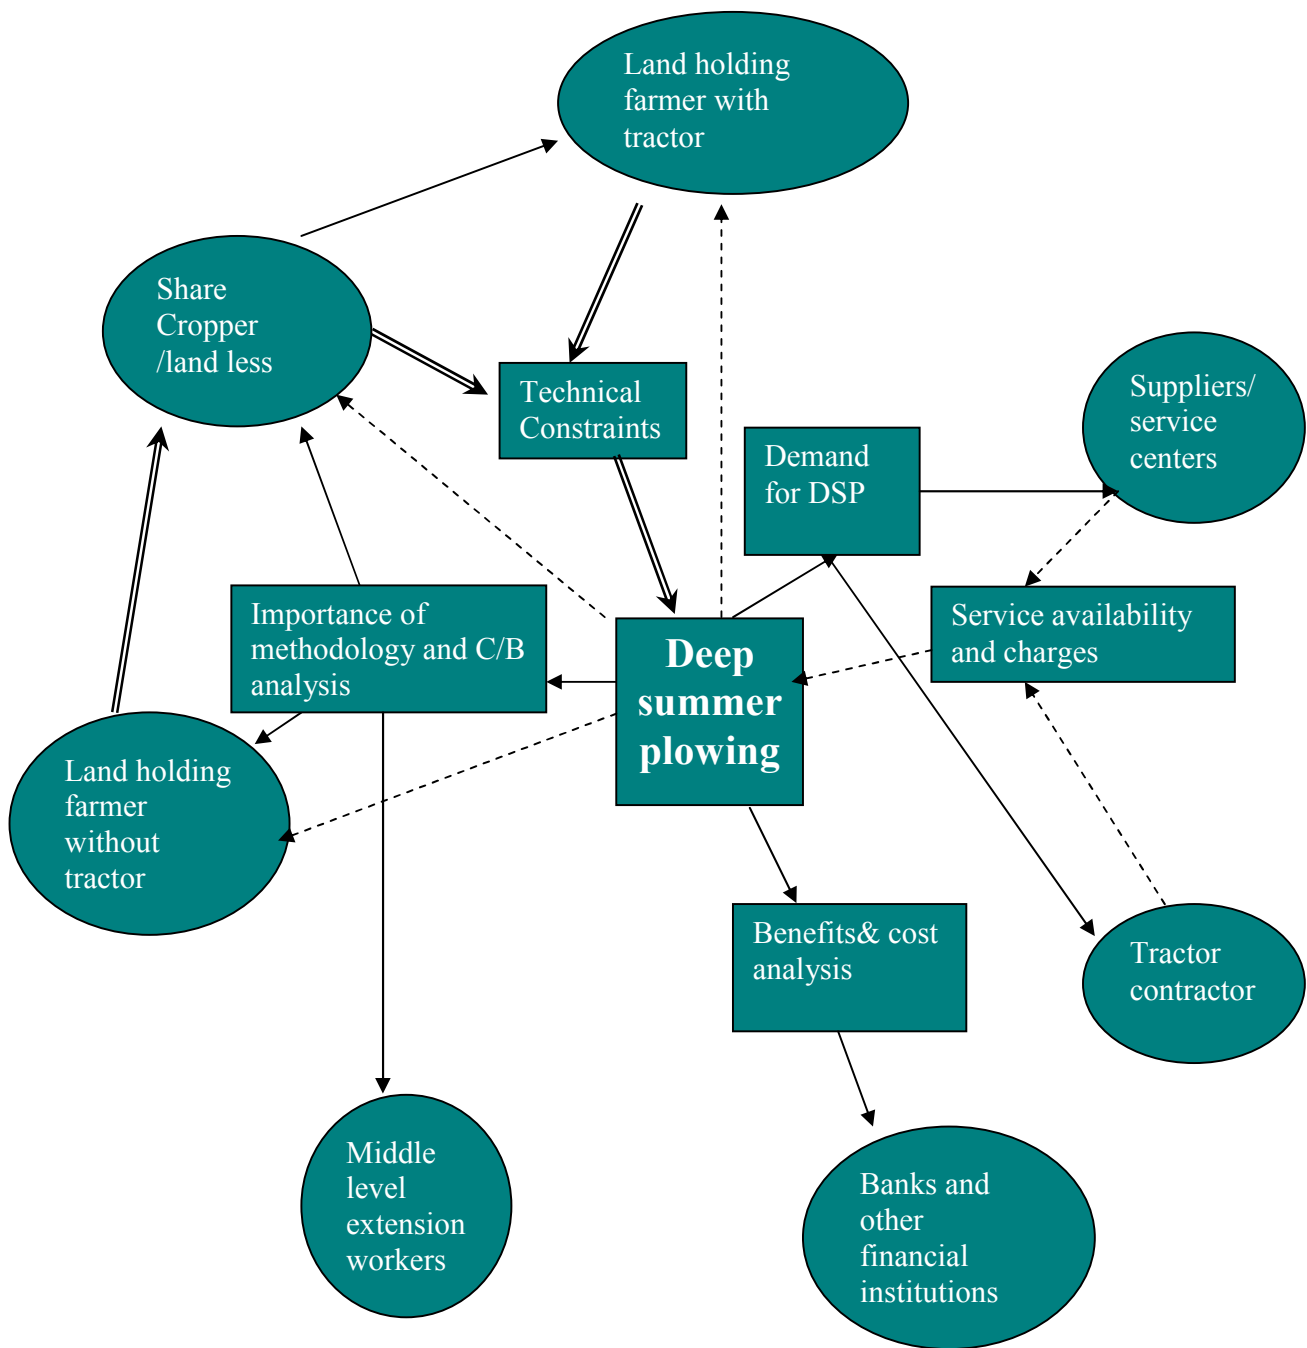 Land holding
farmer with
tractor
Share
Cropper
/land less
Technical
Constraints
Suppliers/
service
centers
Demand
for DSP
Importance of
methodology and C/B
analysis
Service availability
and charges
Deep
summer
plowing
Land holding
farmer
without
tractor
Benefits& cost
analysis
Tractor
contractor
Middle
level
extension
workers
Banks and
other
financial
institutions